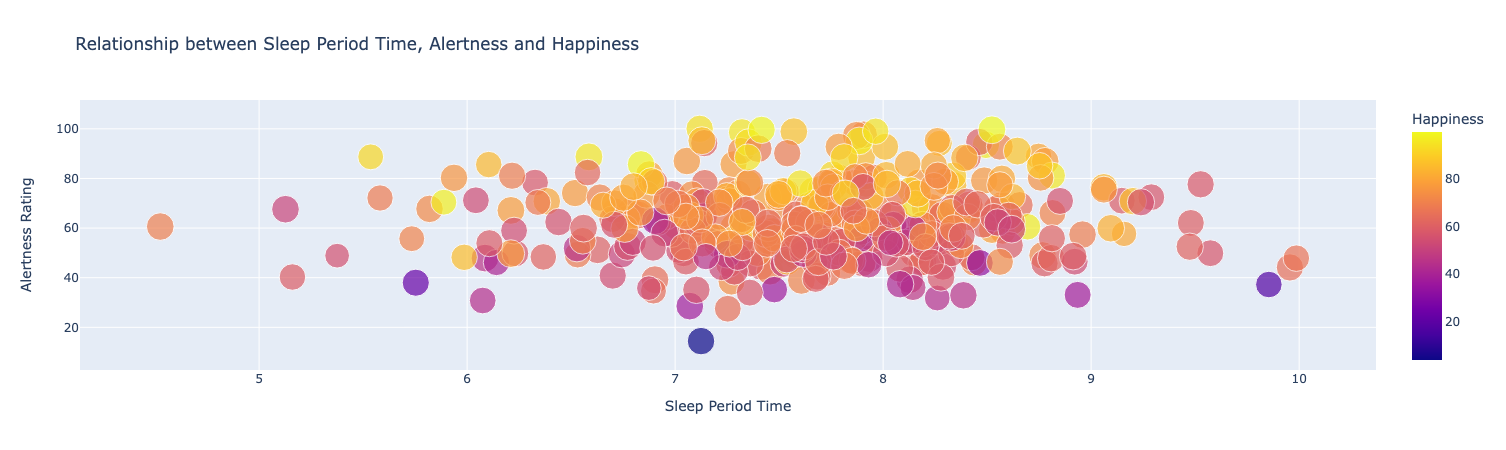 Relationship between Sleep Period Time, Alertness and Happiness
Happiness
100
80
60
40
20
Alertness Rating
5 6 7 8 9 10
Sleep Period Time
80
60
40
20